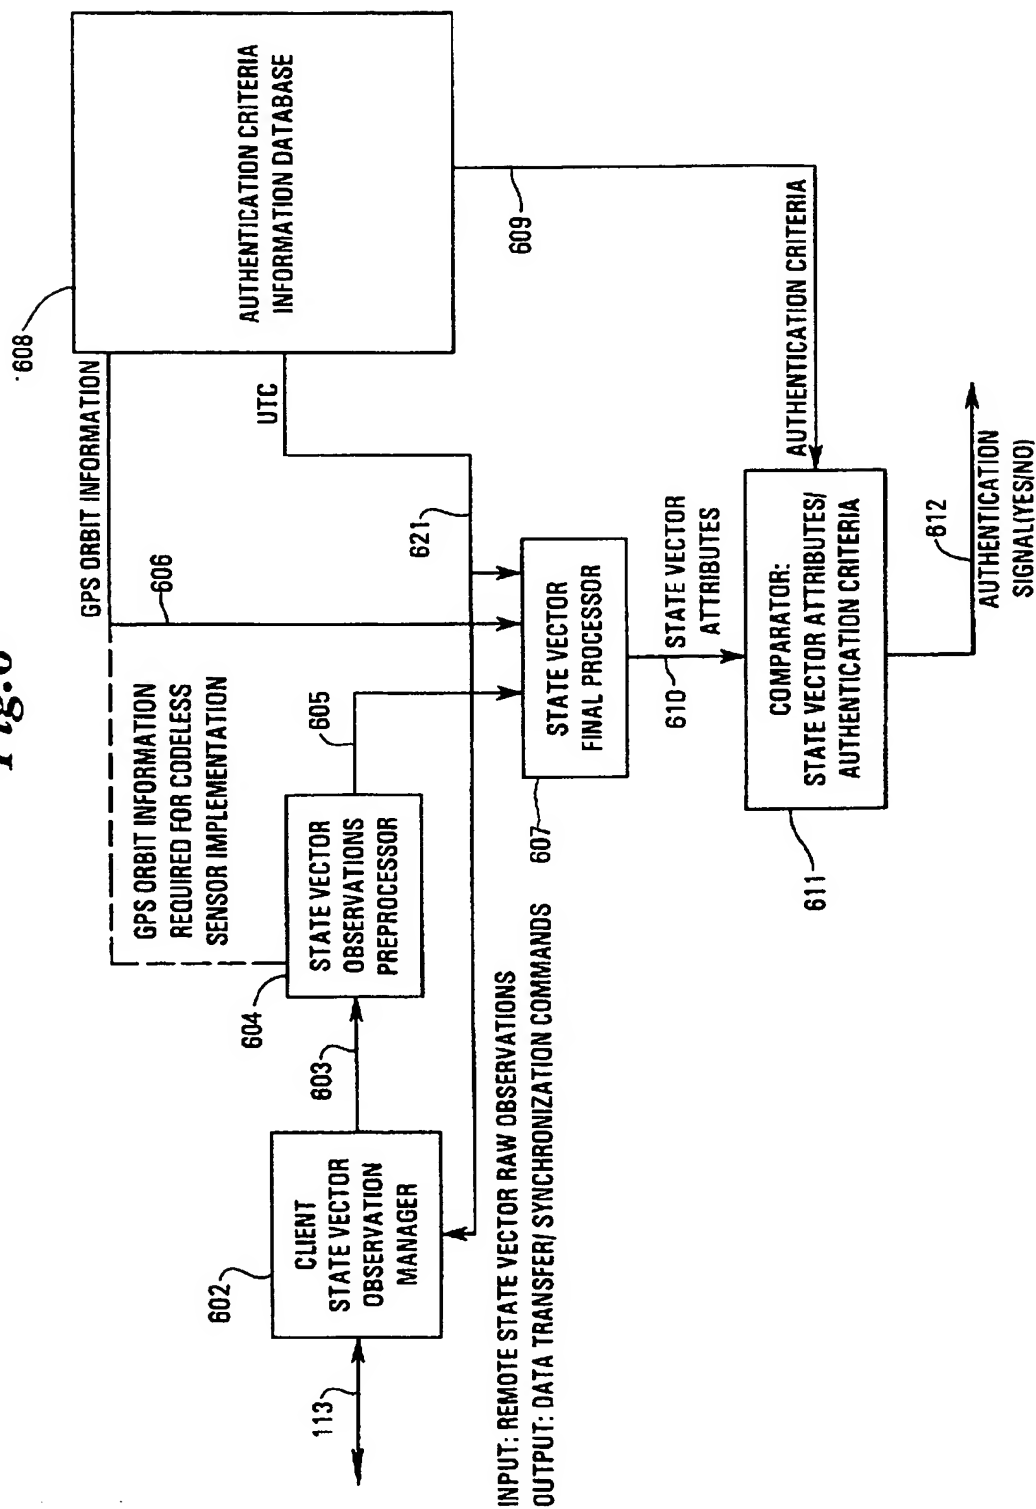 Fig.6
113
INPUT: REMOTE STATE VECTOR RAW OBSERVATIONS
OUTPUT: DATA TRANSFER/ SYNCHRONIZATION COMMANDS
602
CLIENT
STATE VECTOR
OBSERVATION
MANAGER
603
604
STATE VECTOR
OBSERVATIONS
PREPROCESSOR
605
GPS ORBIT INFORMATION
REQUIRED FOR CODELESS
SENSOR IMPLEMENTATION
606
GPS ORBIT INFORMATION
621
UTC
607
STATE VECTOR
FINAL PROCESSOR
608
AUTHENTICATION CRITERIA
INFORMATION DATABASE
609
AUTHENTICATION CRITERIA
610
STATE VECTOR
ATTRIBUTES
611
COMPARATOR:
STATE VECTOR ATTRIBUTES/
AUTHENTICATION CRITERIA
612
AUTHENTICATION
SIGNAL(YES/NO)